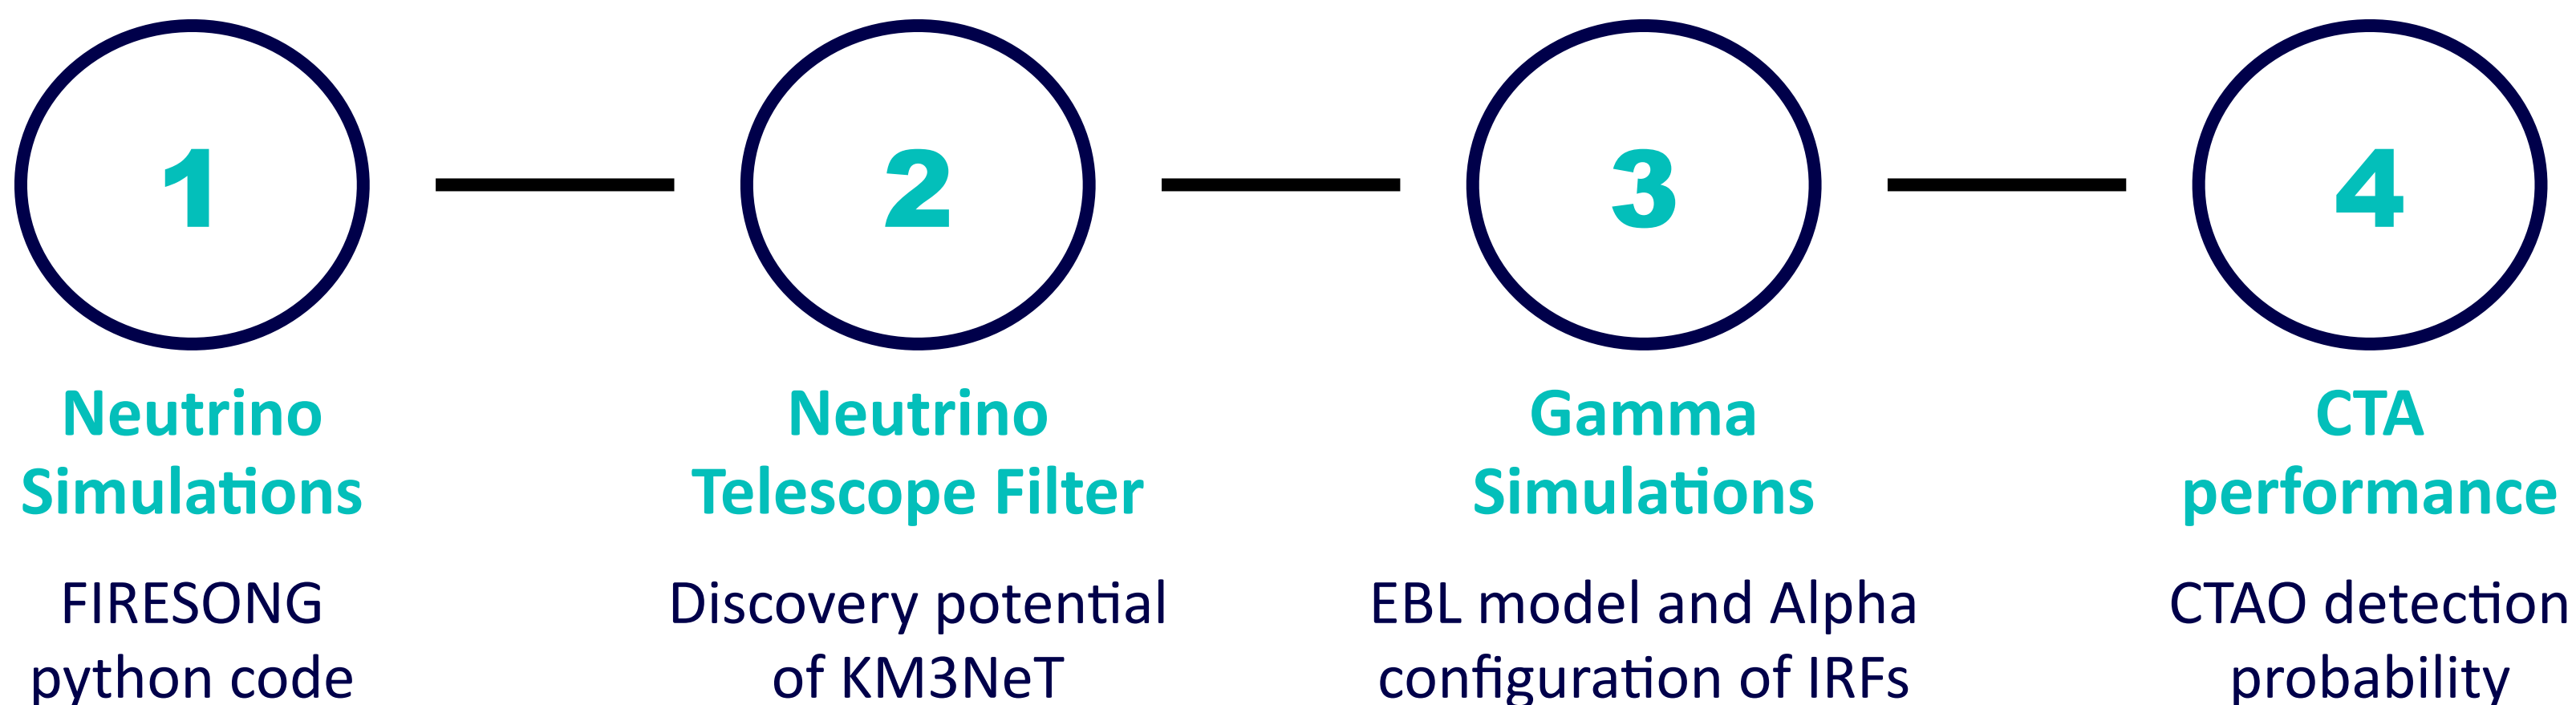 1
2
3
4
Neutrino
Simulations
FIRESONG
python code
Neutrino
Telescope Filter
Discovery potential
of KM3NeT
Gamma
Simulations
EBL model and Alpha
configuration of IRFs
CTA
performance
CTAO detection
probability